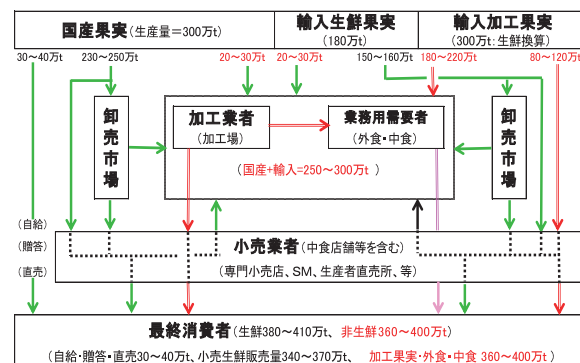 国産果実(生産量=300万t) 輸入生鮮果実 輸入加工果実
(180万t) (300万t:生鮮換算)
30~40万t 230~250万t 20~30万t 20~30万t 150~160万t 180~220万t 80~120万t
卸売市場
加工業者
(加工場)
業務用需要者
(外食・中食)
卸売市場
(国産+輸入=250~300万t )
(自給)
(贈答)
(直売)
小売業者(中食店舗等を含む)
(専門小売店、SM、生産者直売所、等)
最終消費者(生鮮380~410万t、非生鮮360~400万t)
(自給・贈答・直売30~40万t、小売生鮮販売量340~370万t、 加工果実・外食・中食 360~400万t)